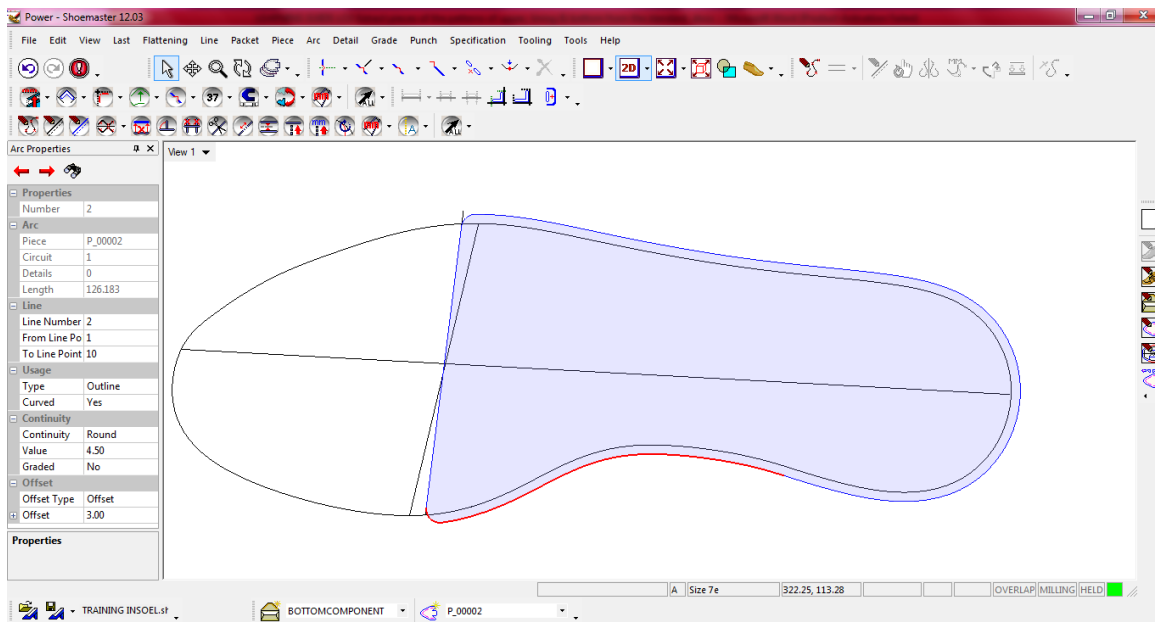 Power - Shoemaster 12.03
File Edit View Last Flattening Line Packet Piece Arc Detail Grade Punch Specification Tooling Tools Help
2D
37
Arc Properties
View 1
Properties
Number 2
Arc
Piece P_00002
Circuit 1
Details 0
Length 126.183
Line
Line Number 2
From Line Po 1
To Line Point 10
Usage
Type Outline
Curved Yes
Continuity
Continuity Round
Value 4.50
Graded No
Offset
Offset Type Offset
Offset 3.00
Properties
A Size 7e 322.25, 113.28 OVERLAP MILLING HELD
TRAINING INSOEL.sh BOTTOMCOMPONENT P_00002